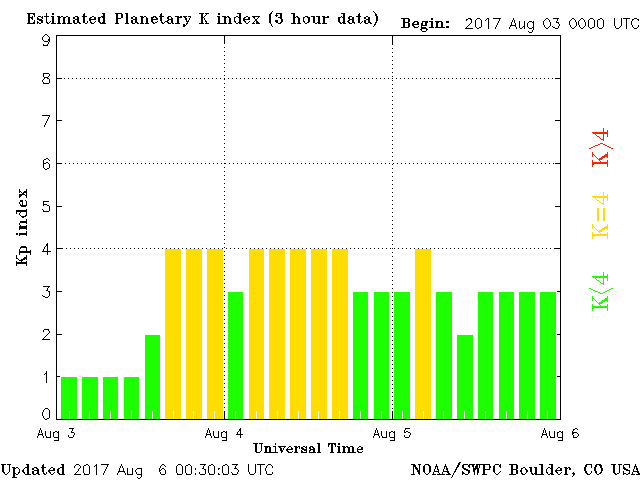 Estimated Planetary K index (3 hour data) Begin: 2017 Aug 03 0000 UTC
9
8
7
6
5
4
3
2
1
0
Kp index
K>4
K=4
K<4
Aug 3 Aug 4 Aug 5 Aug 6
Universal Time
Updated 2017 Aug 6 00:30:03 UTC NOAA/SWPC Boulder, CO USA